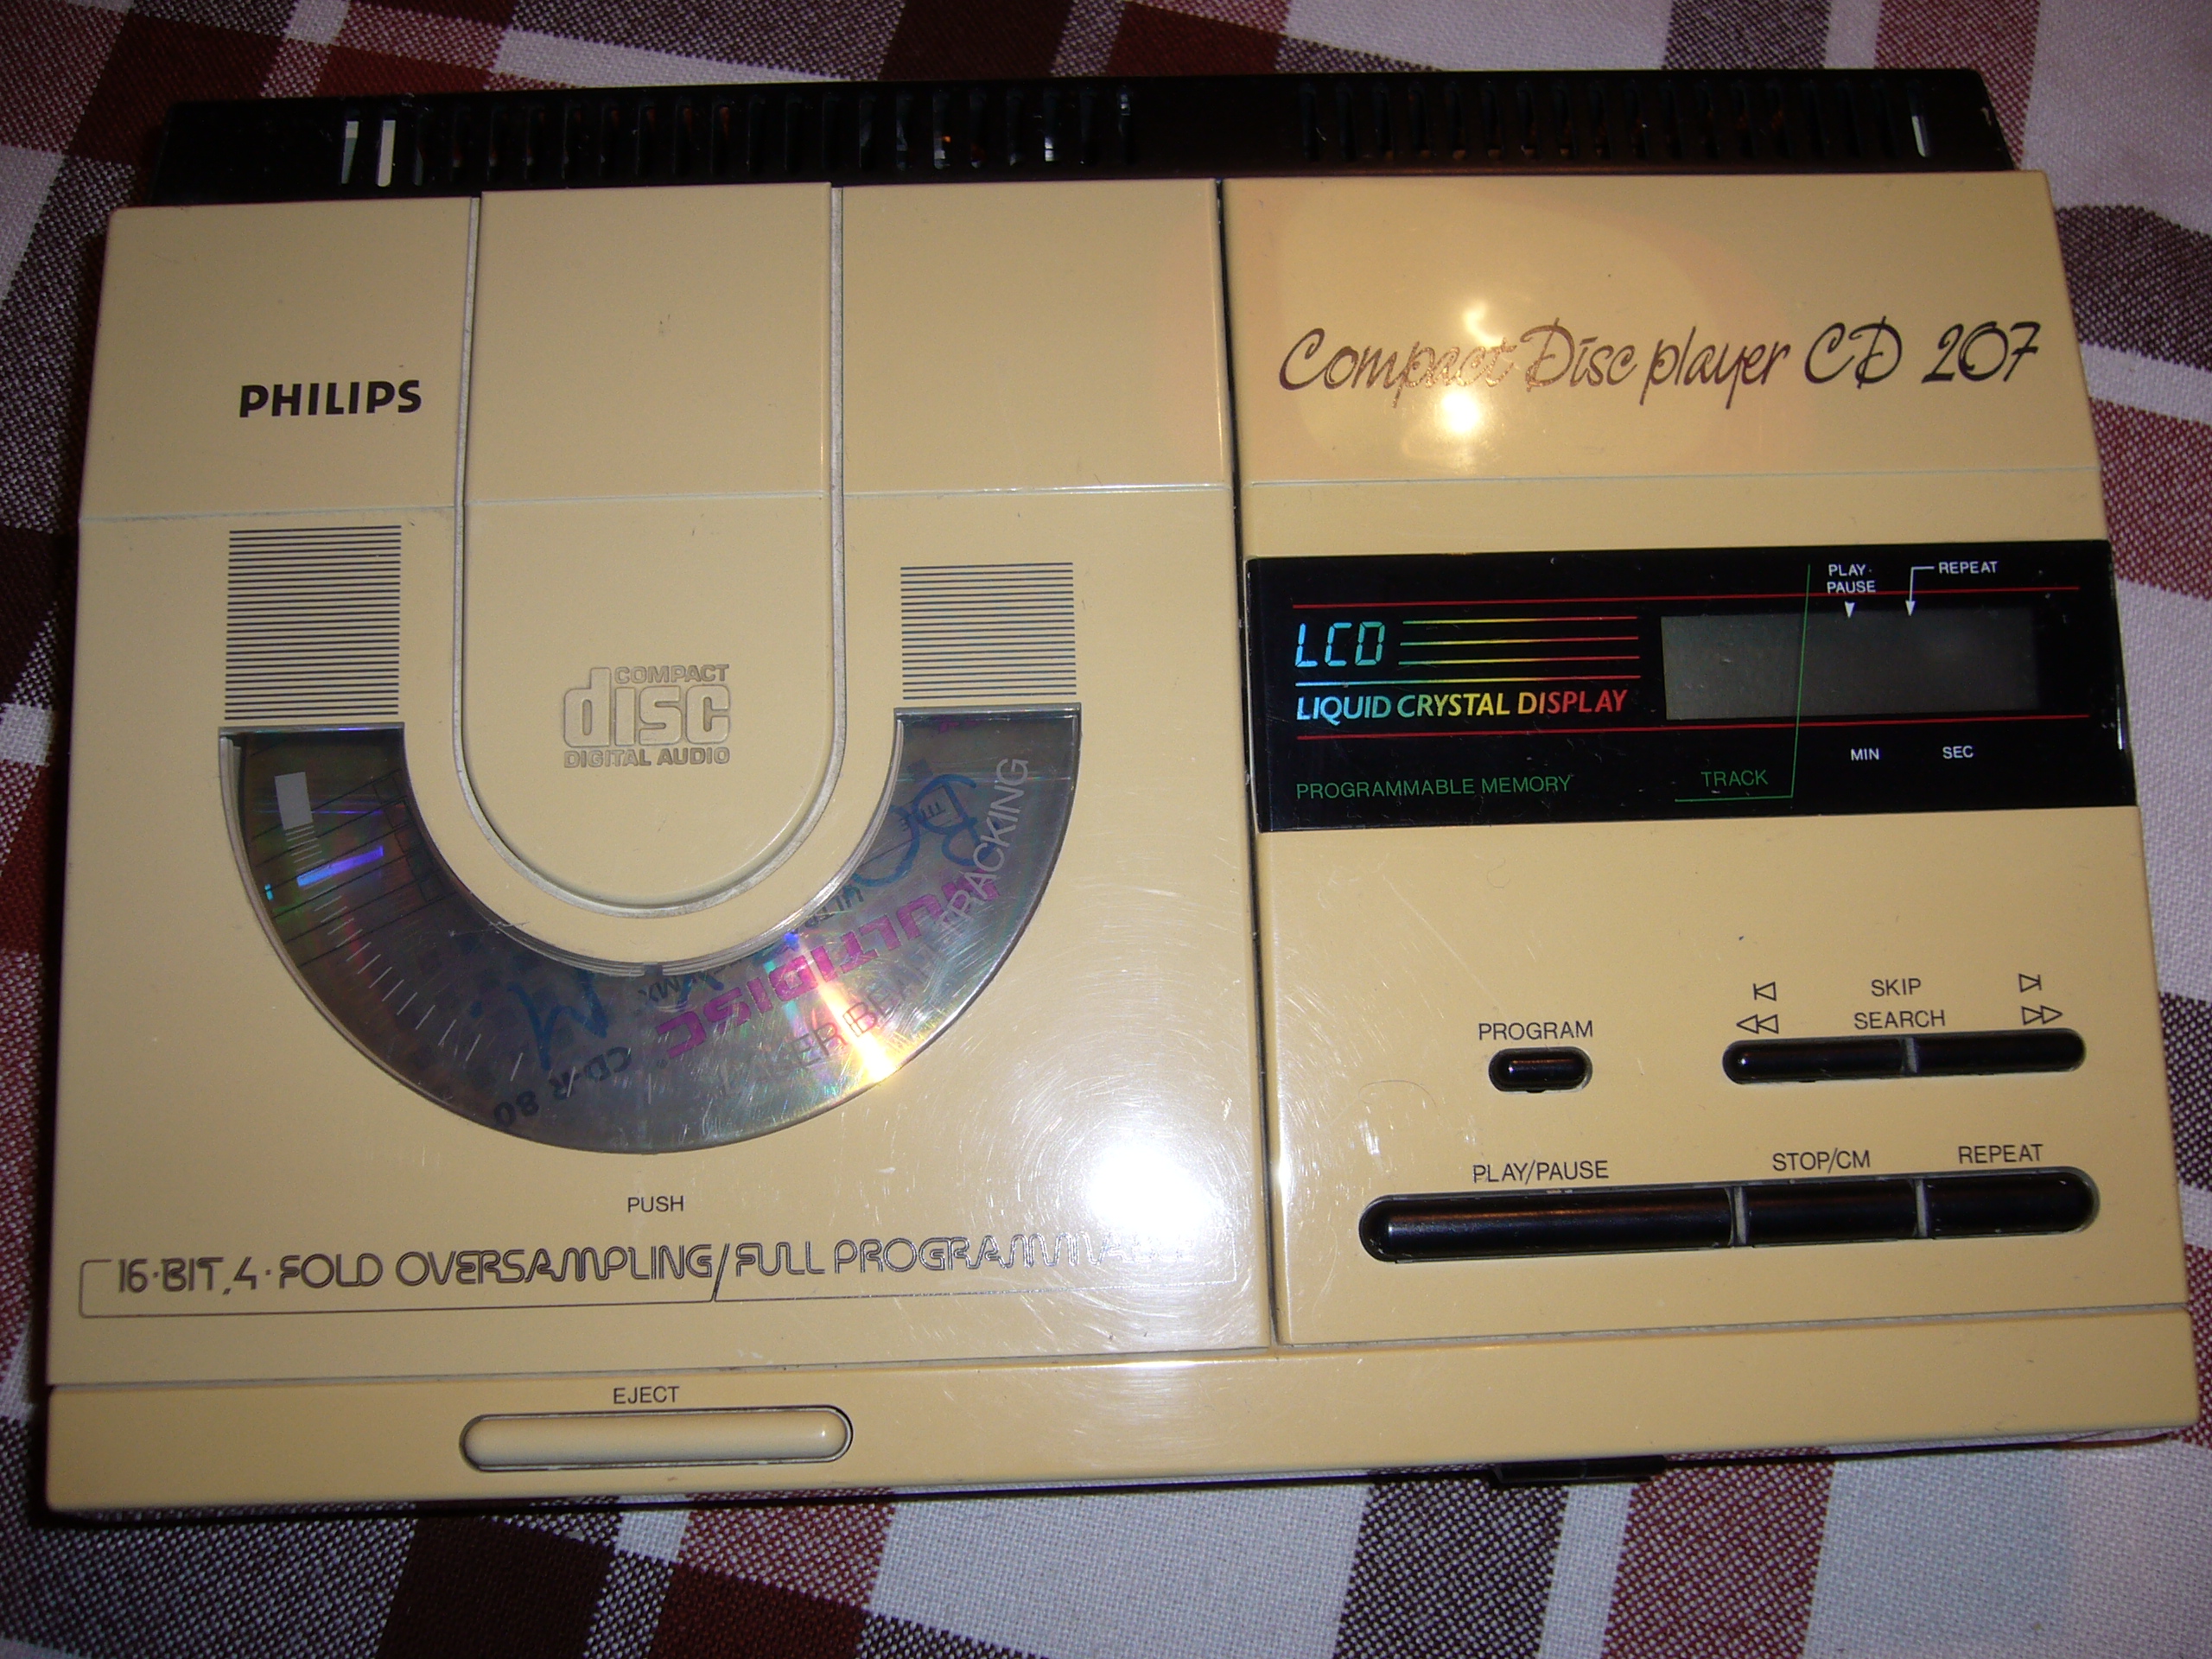 PHILIPS
Compact Disc player CD 207
COMPACT
disc
DIGITAL AUDIO
PLAY·
PAUSE
REPEAT
LCD
LIQUID CRYSTAL DISPLAY
MIN
SEC
PROGRAMMABLE MEMORY
TRACK
TRACKING
MULTIDISC
CD-R 80
PROGRAM
SKIP
SEARCH
PLAY/PAUSE
STOP/CM
REPEAT
PUSH
16·BIT, 4·FOLD OVERSAMPLING/FULL
EJECT